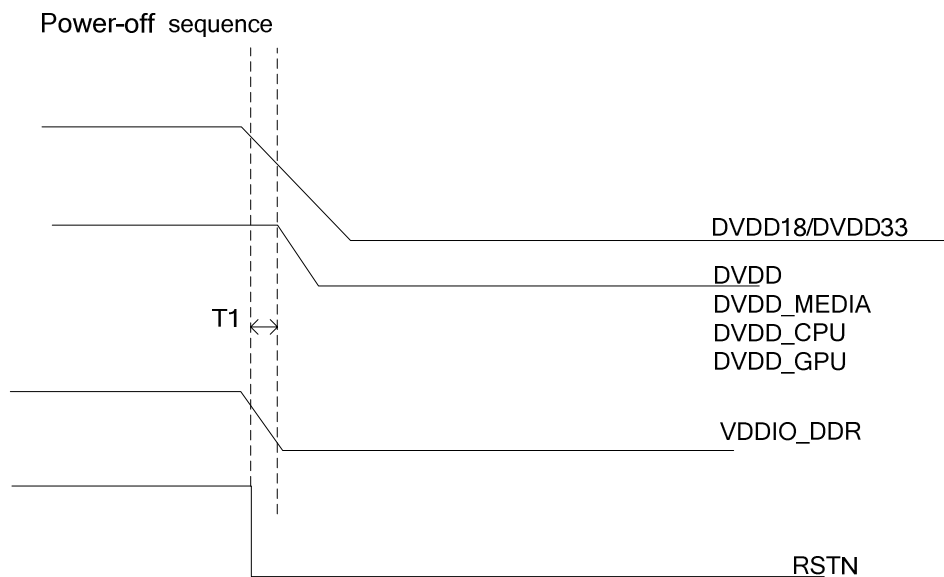 Power-off sequence
DVDD18/DVDD33
DVDD
DVDD_MEDIA
T1
DVDD_CPU
DVDD_GPU
VDDIO_DDR
RSTN